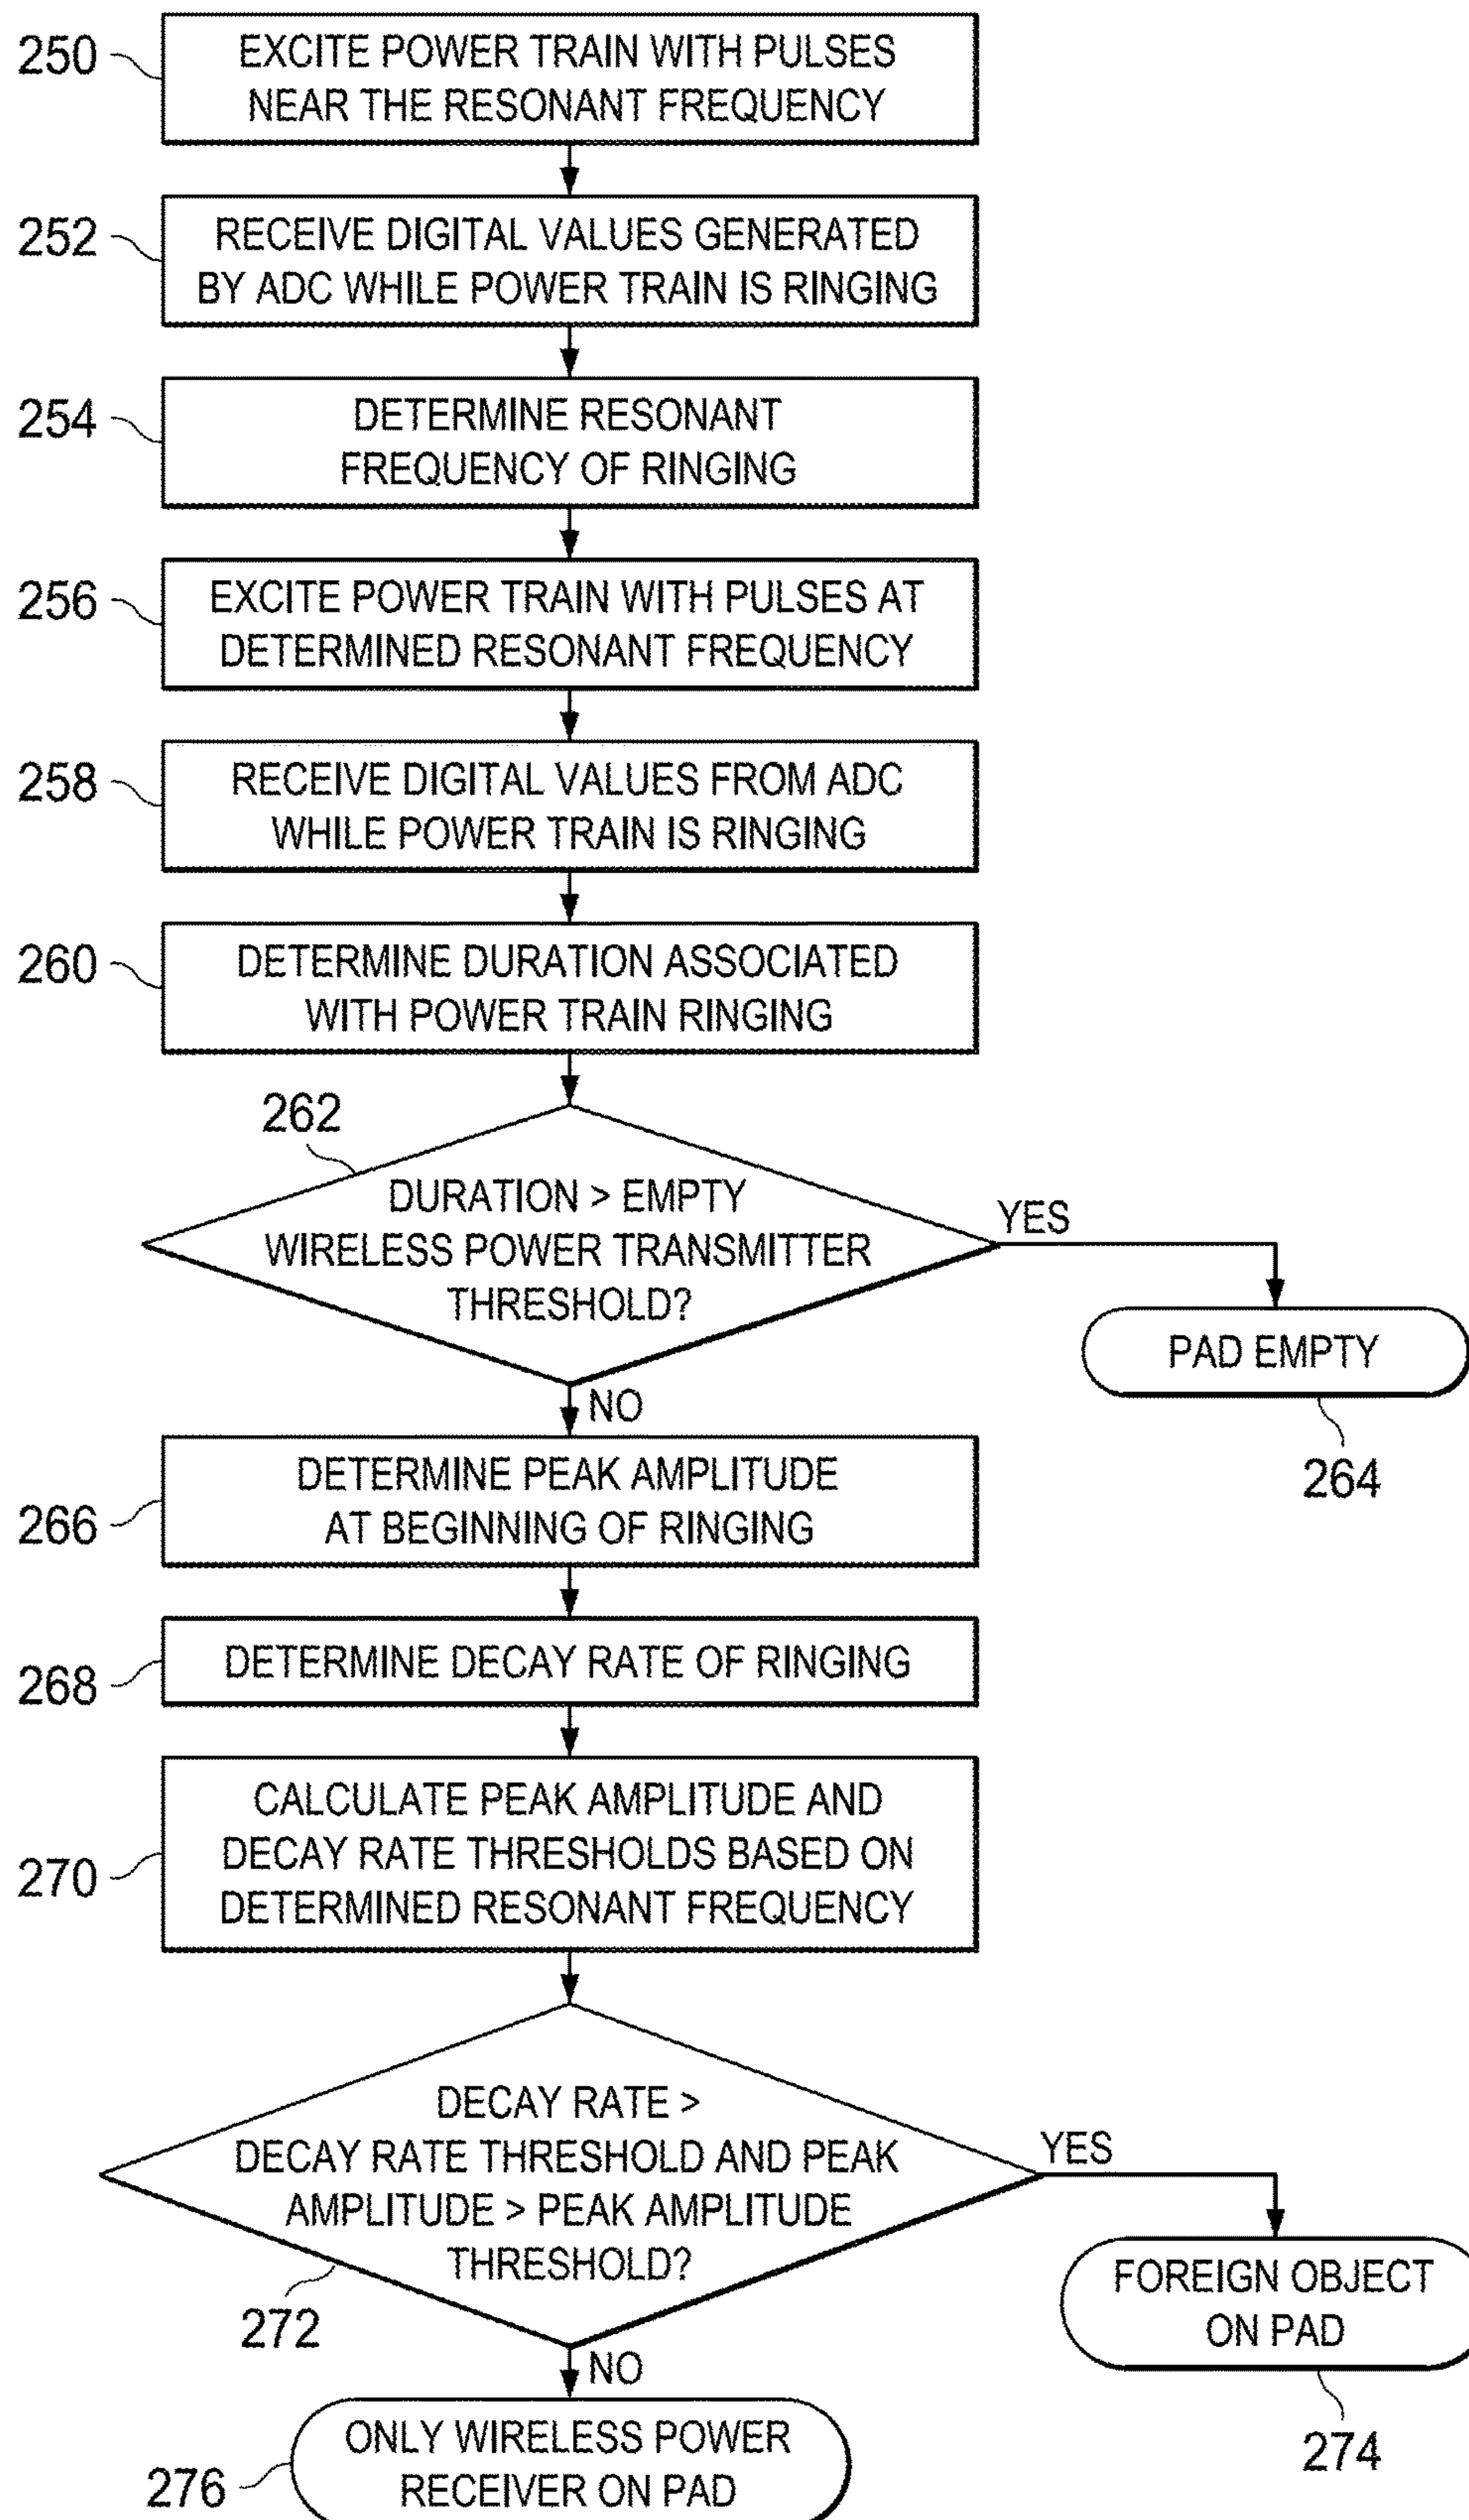 250
EXCITE POWER TRAIN WITH PULSES
NEAR THE RESONANT FREQUENCY
252
RECEIVE DIGITAL VALUES GENERATED
BY ADC WHILE POWER TRAIN IS RINGING
254
DETERMINE RESONANT
FREQUENCY OF RINGING
256
EXCITE POWER TRAIN WITH PULSES AT
DETERMINED RESONANT FREQUENCY
258
RECEIVE DIGITAL VALUES FROM ADC
WHILE POWER TRAIN IS RINGING
260
DETERMINE DURATION ASSOCIATED
WITH POWER TRAIN RINGING
262
DURATION > EMPTY
WIRELESS POWER TRANSMITTER
THRESHOLD?
YES
PAD EMPTY
264
NO
266
DETERMINE PEAK AMPLITUDE
AT BEGINNING OF RINGING
268
DETERMINE DECAY RATE OF RINGING
270
CALCULATE PEAK AMPLITUDE AND
DECAY RATE THRESHOLDS BASED ON
DETERMINED RESONANT FREQUENCY
DECAY RATE >
DECAY RATE THRESHOLD AND PEAK
AMPLITUDE > PEAK AMPLITUDE
THRESHOLD?
272
YES
FOREIGN OBJECT
ON PAD
274
NO
276
ONLY WIRELESS POWER
RECEIVER ON PAD